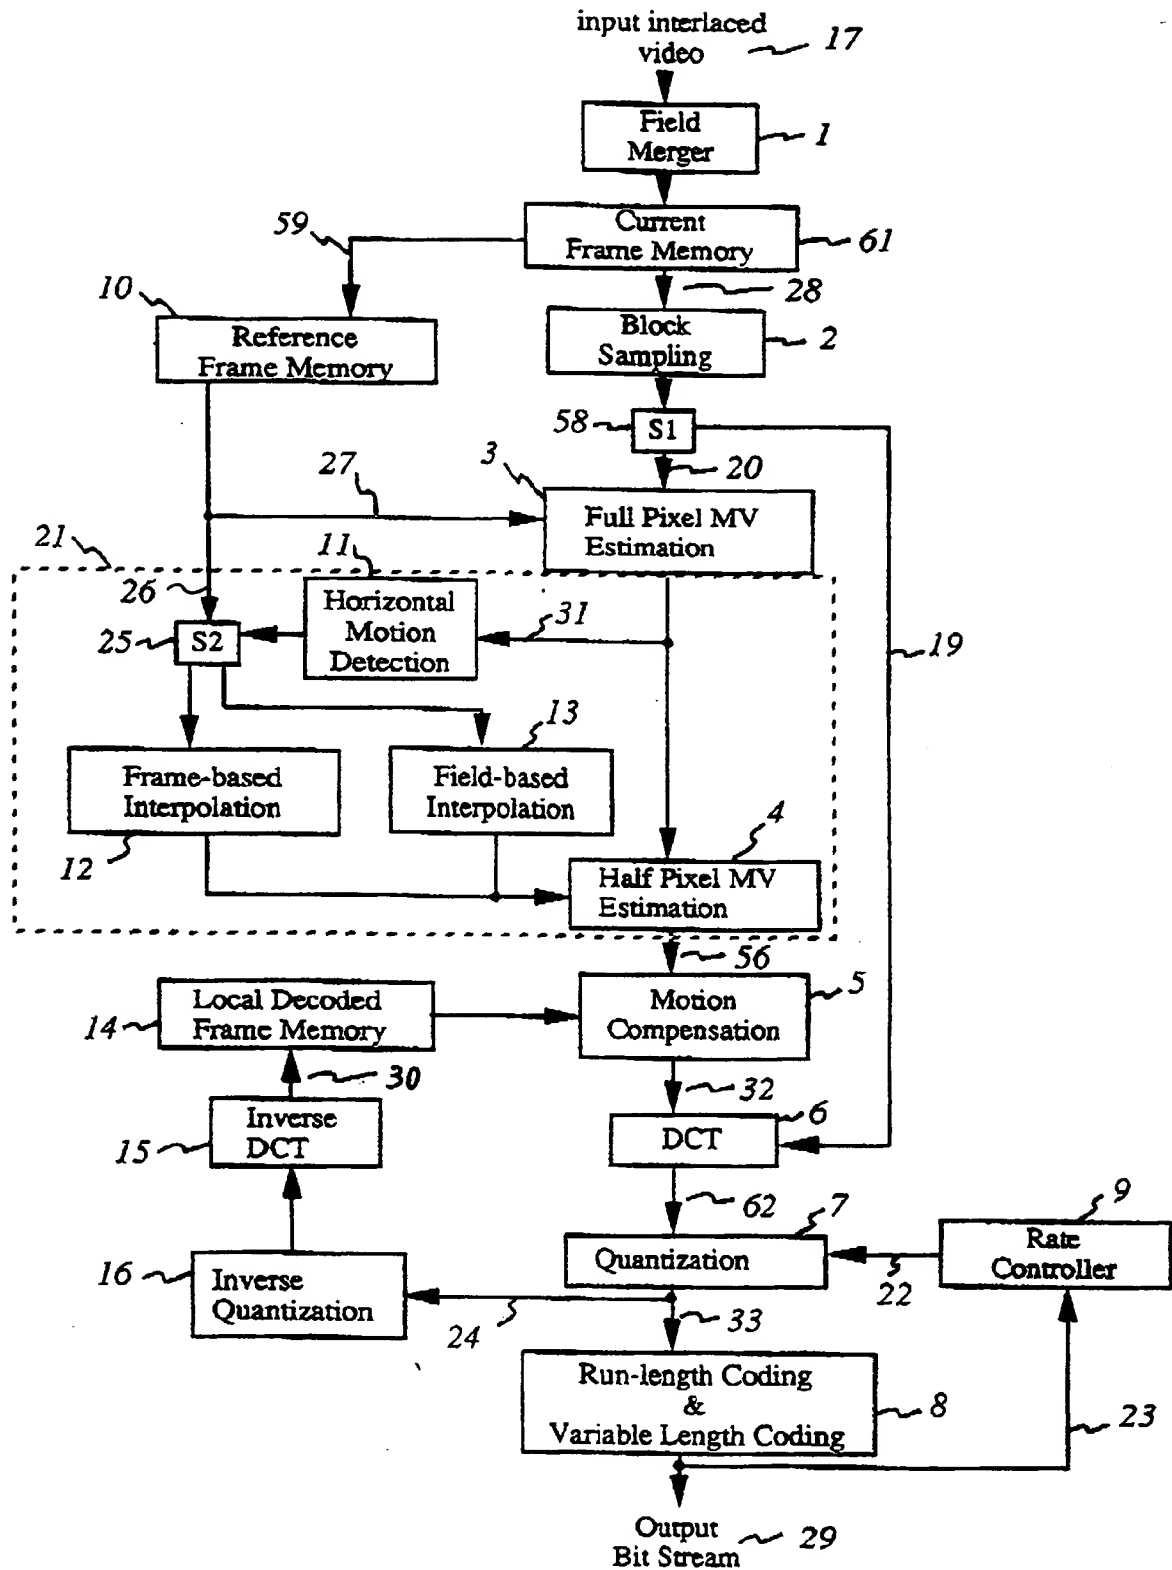 input interlaced
video
17
Field
Merger
1
59
Current
Frame Memory
61
10
28
Reference
Frame Memory
Block
Sampling
2
58
S1
3
20
27
Full Pixel MV
Estimation
21
11
26
Horizontal
Motion
Detection
31
25
S2
19
13
Frame-based
Interpolation
Field-based
Interpolation
12
4
Half Pixel MV
Estimation
56
5
Local Decoded
Frame Memory
14
Motion
Compensation
30
32
6
Inverse
DCT
15
DCT
62
7
9
Quantization
Rate
Controller
22
16
Inverse
Quantization
24
33
Run-length Coding
&
Variable Length Coding
8
23
Output
Bit Stream
29